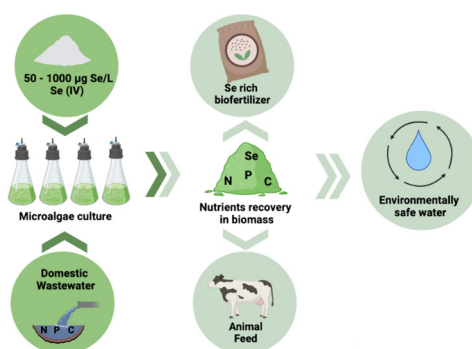 50 - 1000 µg Se/L
Se (IV)
Se rich
biofertilizer
Se
N P C
Microalgae culture
Nutrients recovery
in biomass
Environmentally
safe water
Domestic
Wastewater
N P C
Animal
Feed